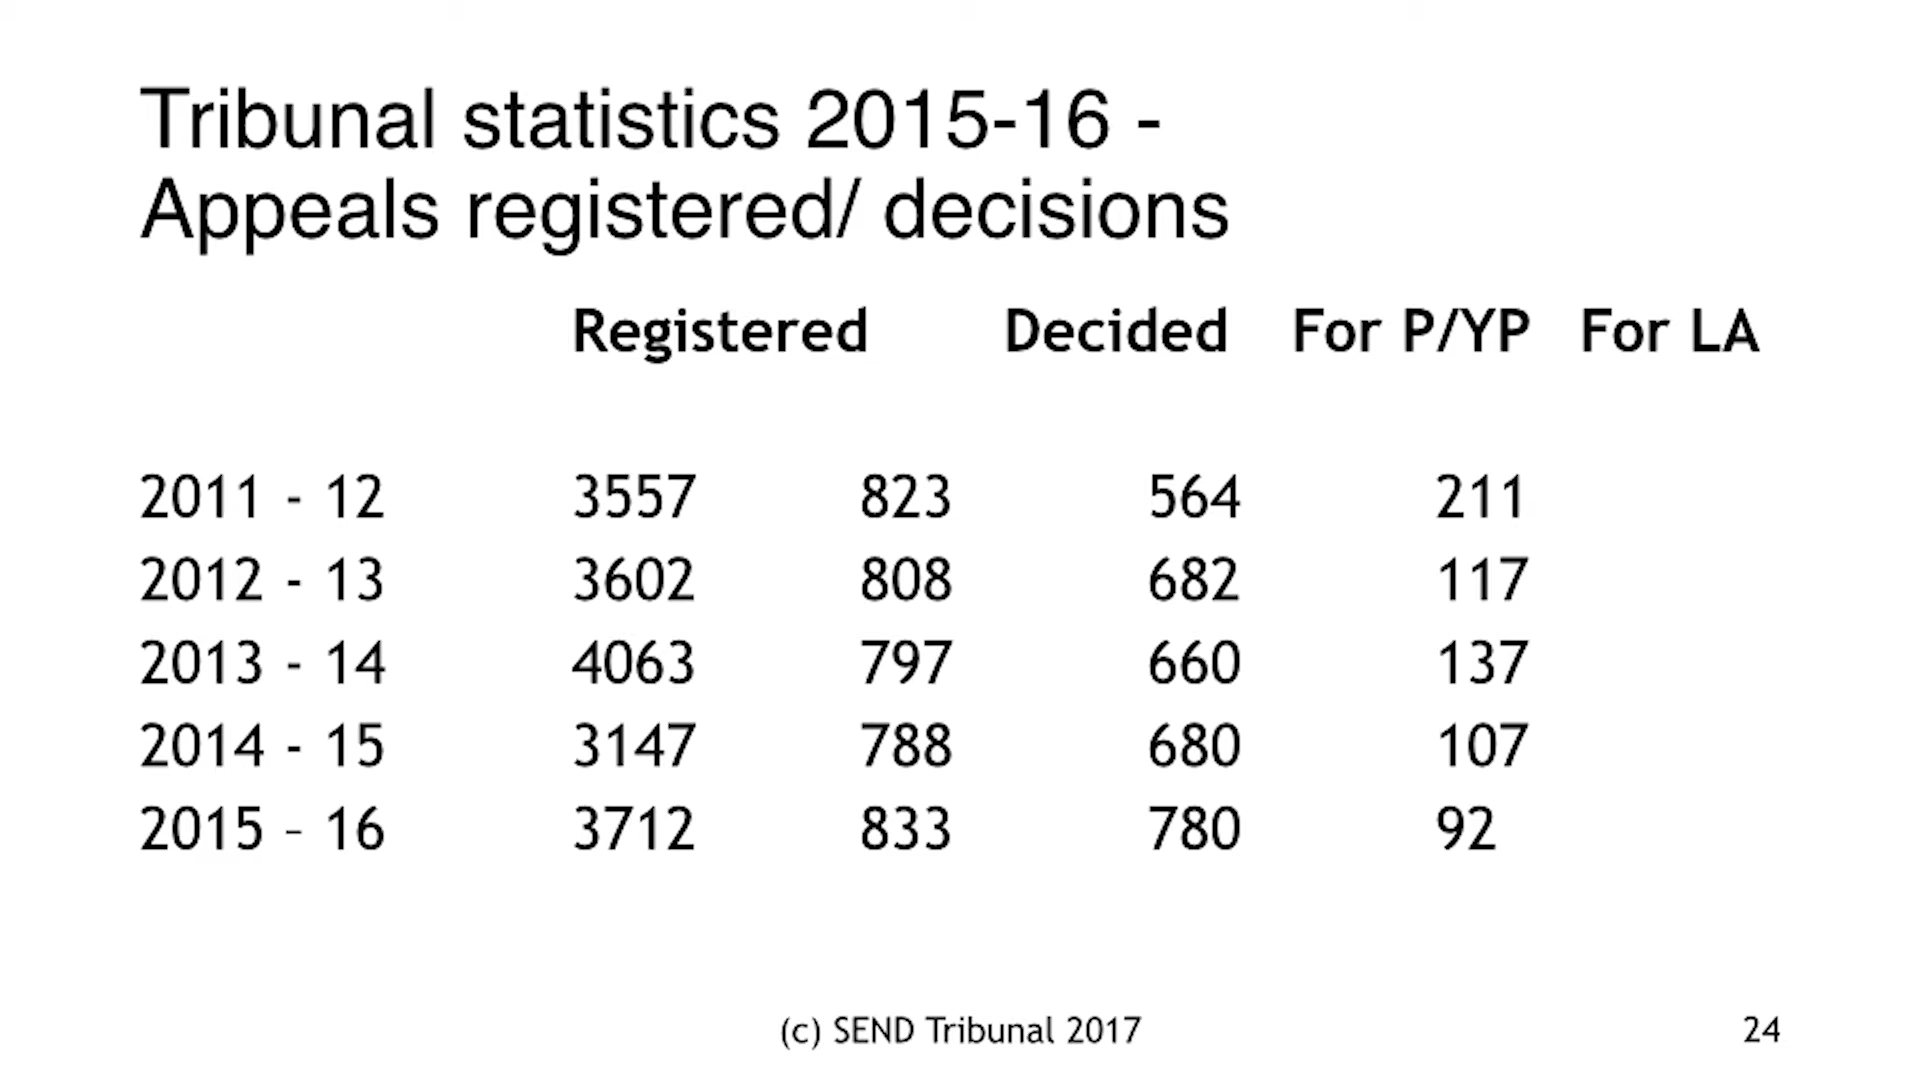 Tribunal statistics 2015-16 -
Appeals registered/ decisions
Registered Decided For P/YP For LA
2011 - 12 3557 823 564 211
2012 - 13 3602 808 682 117
2013 - 14 4063 797 660 137
2014 - 15 3147 788 680 107
2015 – 16 3712 833 780 92
(c) SEND Tribunal 2017 24